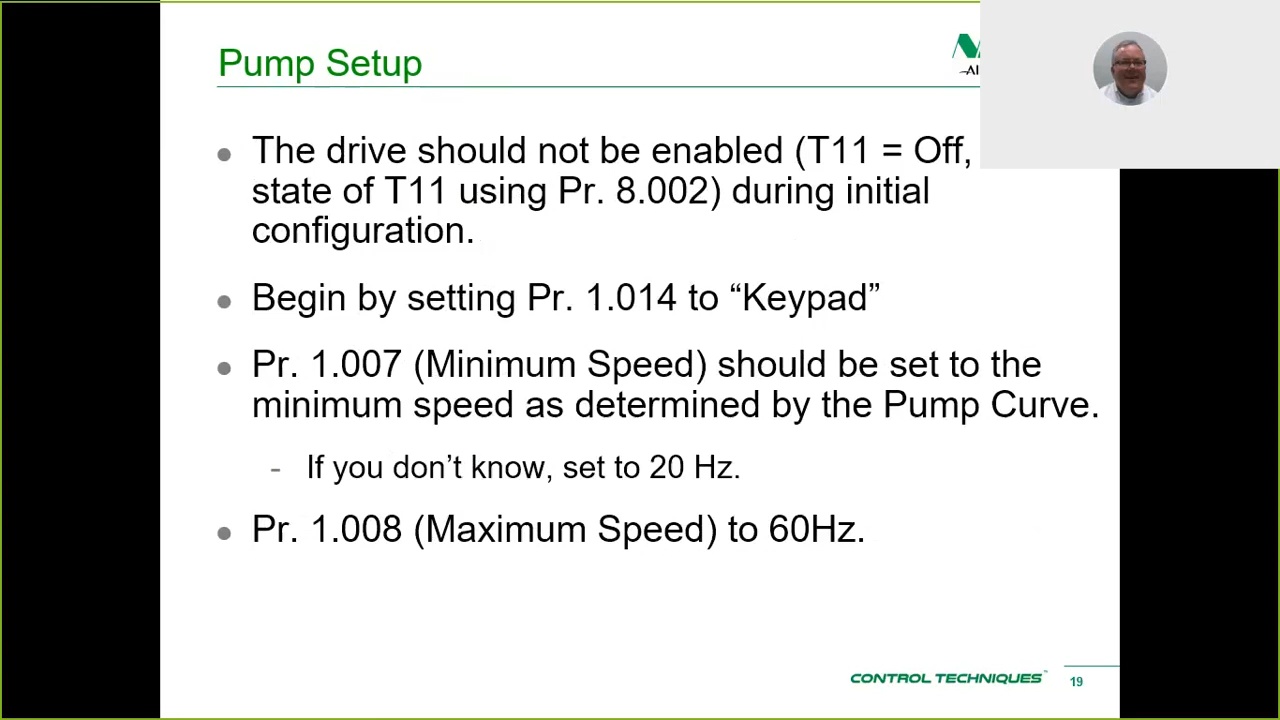 Pump Setup
The drive should not be enabled (T11 = Off,
state of T11 using Pr. 8.002) during initial
configuration.
Begin by setting Pr. 1.014 to “Keypad”
Pr. 1.007 (Minimum Speed) should be set to the
minimum speed as determined by the Pump Curve.
- If you don’t know, set to 20 Hz.
Pr. 1.008 (Maximum Speed) to 60Hz.
CONTROL TECHNIQUES™
19